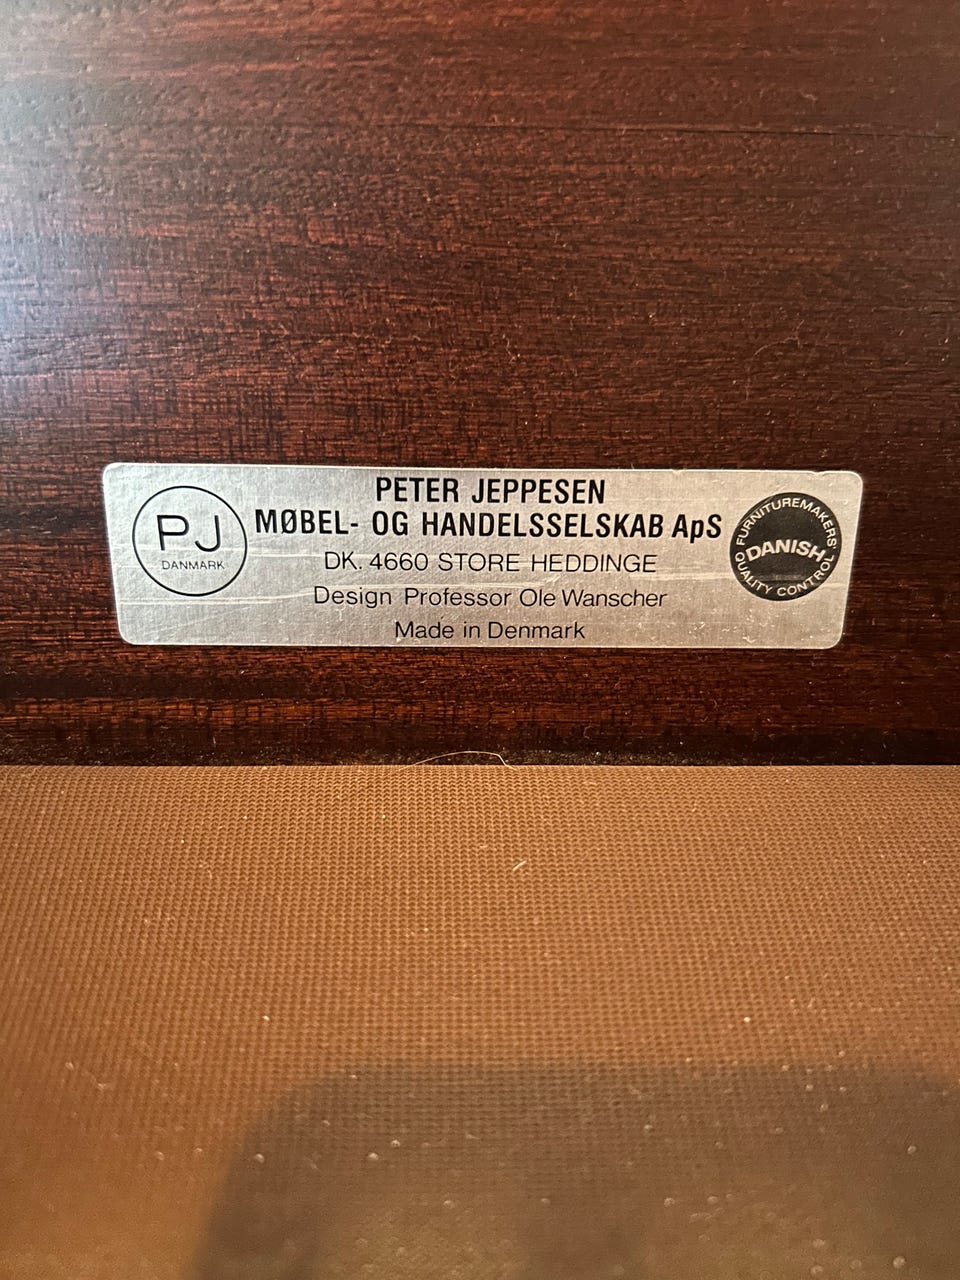 PJ
DANMARK
PETER JEPPESEN
MØBEL- OG HANDELSSELSKAB ApS
DK. 4660 STORE HEDDINGE
Design Professor Ole Wanscher
Made in Denmark
FURNITUREMAKERS'
DANISH
QUALITY CONTROL